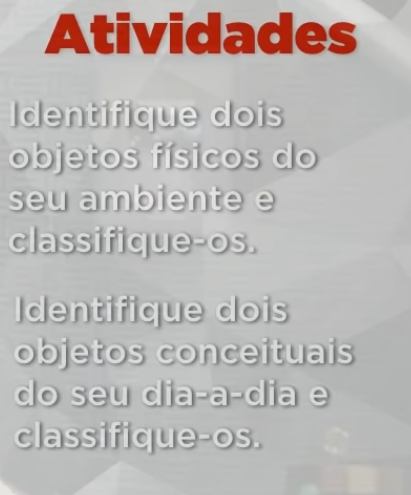 Atividades
Identifique dois
objetos físicos do
seu ambiente e
classifique-os.
Identifique dois
objetos conceituais
do seu dia-a-dia e
classifique-os.